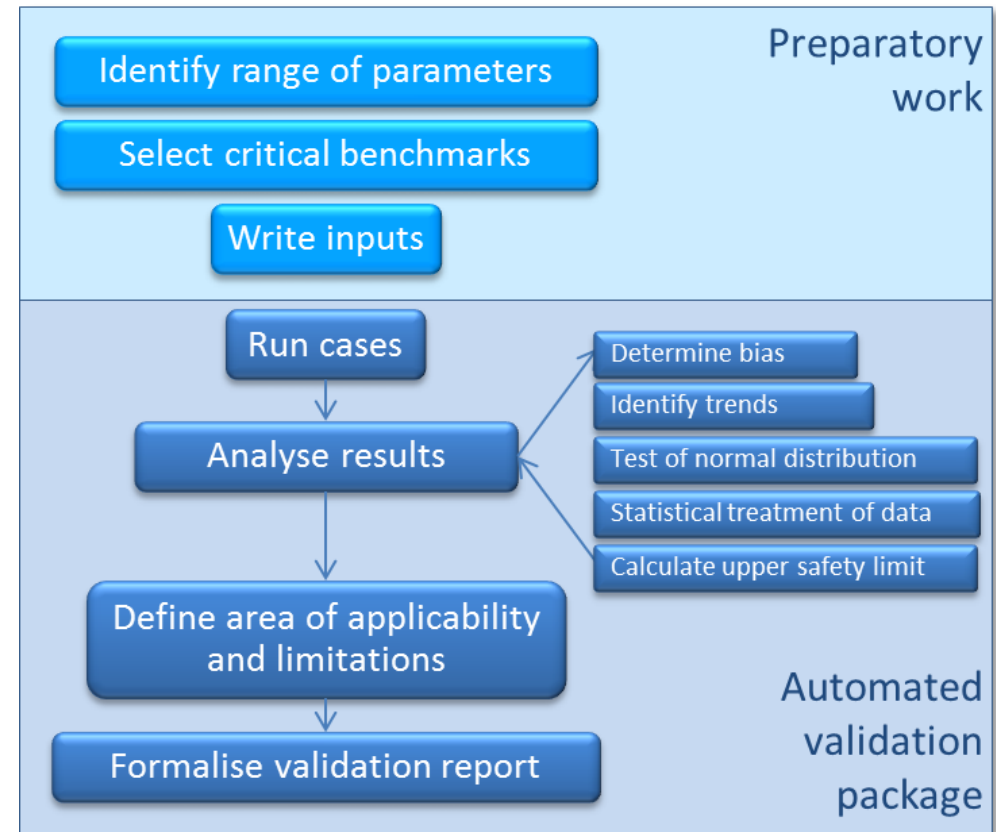 Preparatory
work
Identify range of parameters
Select critical benchmarks
Write inputs
Run cases
Analyse results
Determine bias
Identify trends
Test of normal distribution
Statistical treatment of data
Calculate upper safety limit
Define area of applicability
and limitations
Formalise validation report
Automated
validation
package